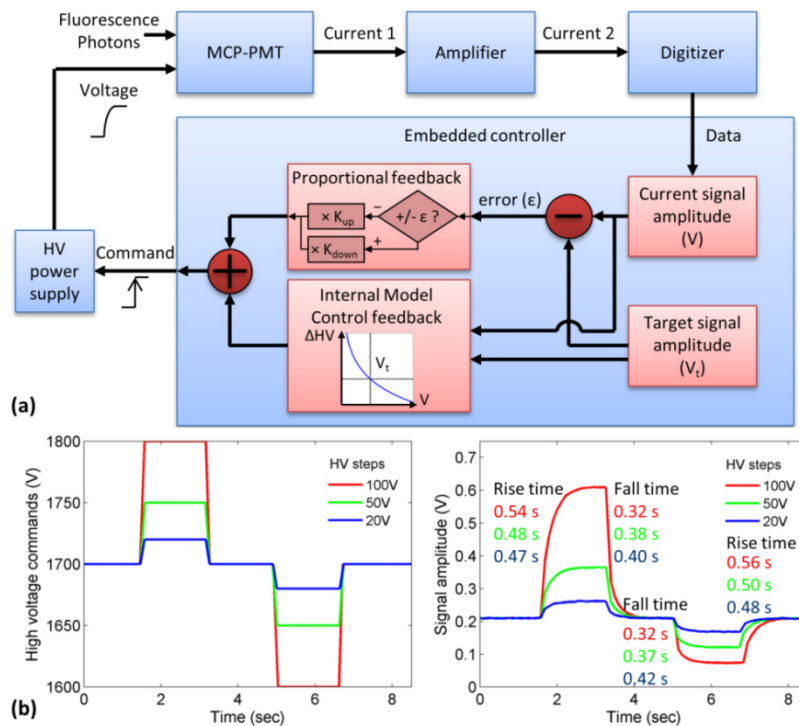 Fluorescence
Photons
MCP-PMT
Current 1
Amplifier
Current 2
Digitizer
Voltage
Embedded controller
Data
Proportional feedback
× Kup
−
+/- ε ?
+
× Kdown
error (ε)
−
Current signal
amplitude
(V)
HV
power
supply
Command
+
Internal Model
Control feedback
ΔHV
Vt
V
Target signal
amplitude
(Vt)
(a)
High voltage commands (V)
1800
1750
1700
1650
1600
HV steps
100V
50V
20V
0 2 4 6 8
Time (sec)
(b)
Signal amplitude (V)
0.7
0.6
0.5
0.4
0.3
0.2
0.1
0
Rise time
0.54 s
0.48 s
0.47 s
Fall time
0.32 s
0.38 s
0.40 s
HV steps
100V
50V
20V
Rise time
0.56 s
0.50 s
0.48 s
Fall time
0.32 s
0.37 s
0.42 s
0 2 4 6 8
Time (sec)